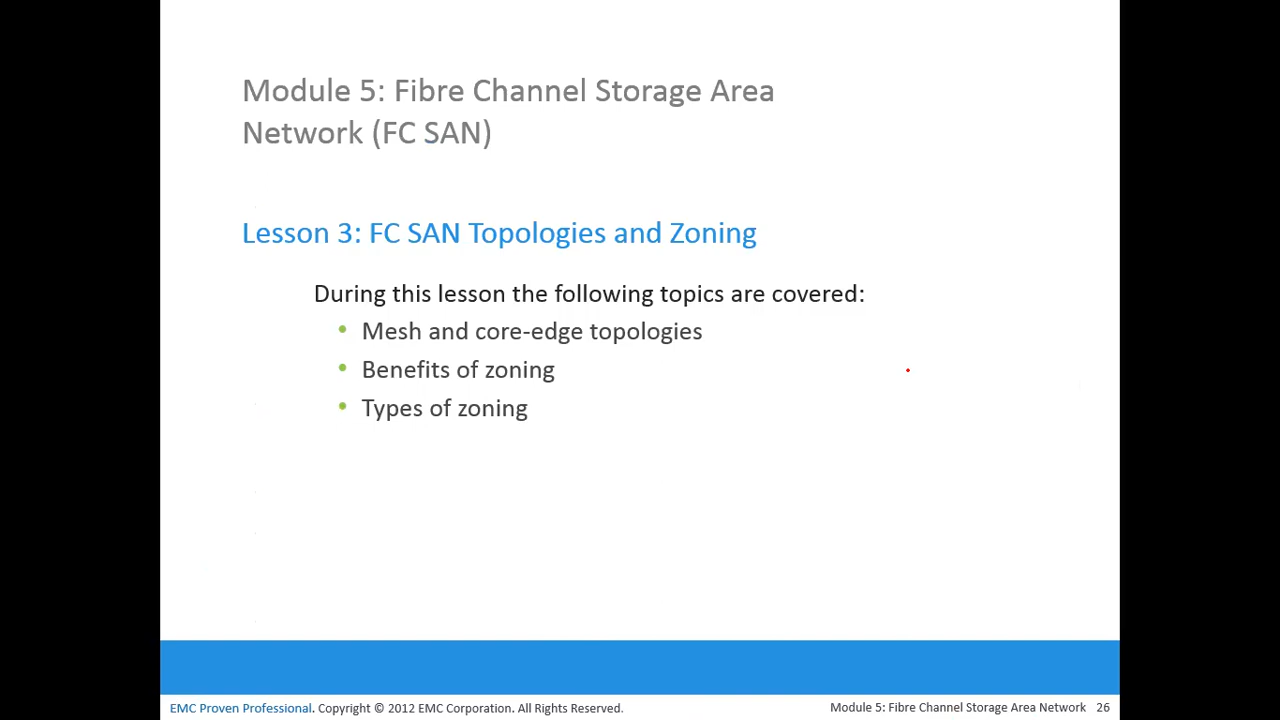 Module 5: Fibre Channel Storage Area
Network (FC SAN)
Lesson 3: FC SAN Topologies and Zoning
During this lesson the following topics are covered:
• Mesh and core-edge topologies
• Benefits of zoning
• Types of zoning
EMC Proven Professional. Copyright © 2012 EMC Corporation. All Rights Reserved.
Module 5: Fibre Channel Storage Area Network 26